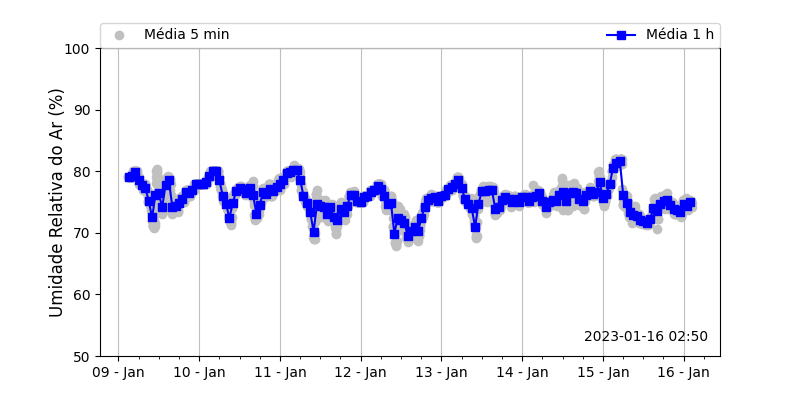 Média 5 min
Média 1 h
Umidade Relativa do Ar (%)
100
90
80
70
60
50
2023-01-16 02:50
09 - Jan
10 - Jan
11 - Jan
12 - Jan
13 - Jan
14 - Jan
15 - Jan
16 - Jan